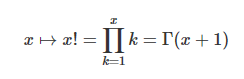 x ↦ x! = ∏_{k=1}^{x} k = Γ(x + 1)